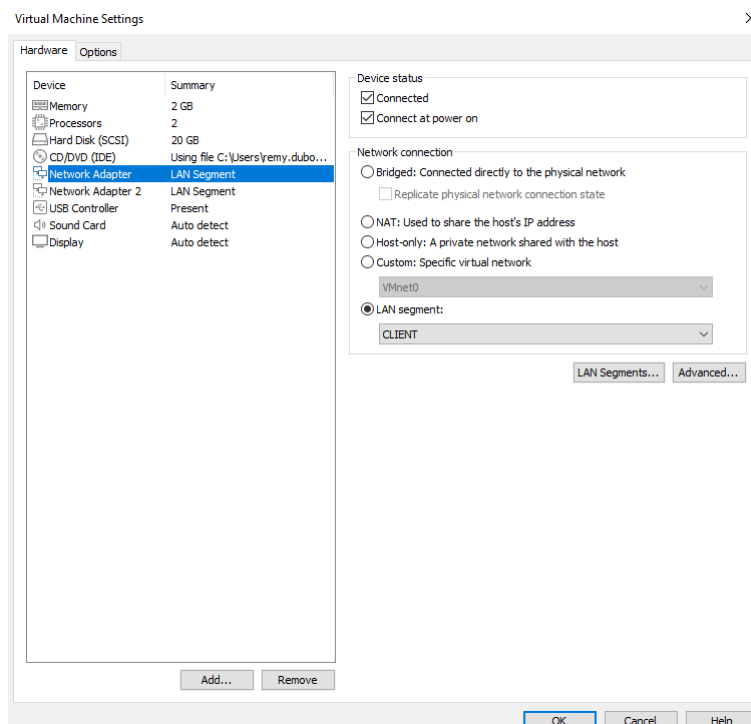 Virtual Machine Settings
Hardware Options
Device Summary
Memory 2 GB
Processors 2
Hard Disk (SCSI) 20 GB
CD/DVD (IDE) Using file C:\Users\remy.dubo...
Network Adapter LAN Segment
Network Adapter 2 LAN Segment
USB Controller Present
Sound Card Auto detect
Display Auto detect
Add... Remove
Device status
Connected
Connect at power on
Network connection
Bridged: Connected directly to the physical network
Replicate physical network connection state
NAT: Used to share the host's IP address
Host-only: A private network shared with the host
Custom: Specific virtual network
VMnet0
LAN segment:
CLIENT
LAN Segments... Advanced...
OK Cancel Help